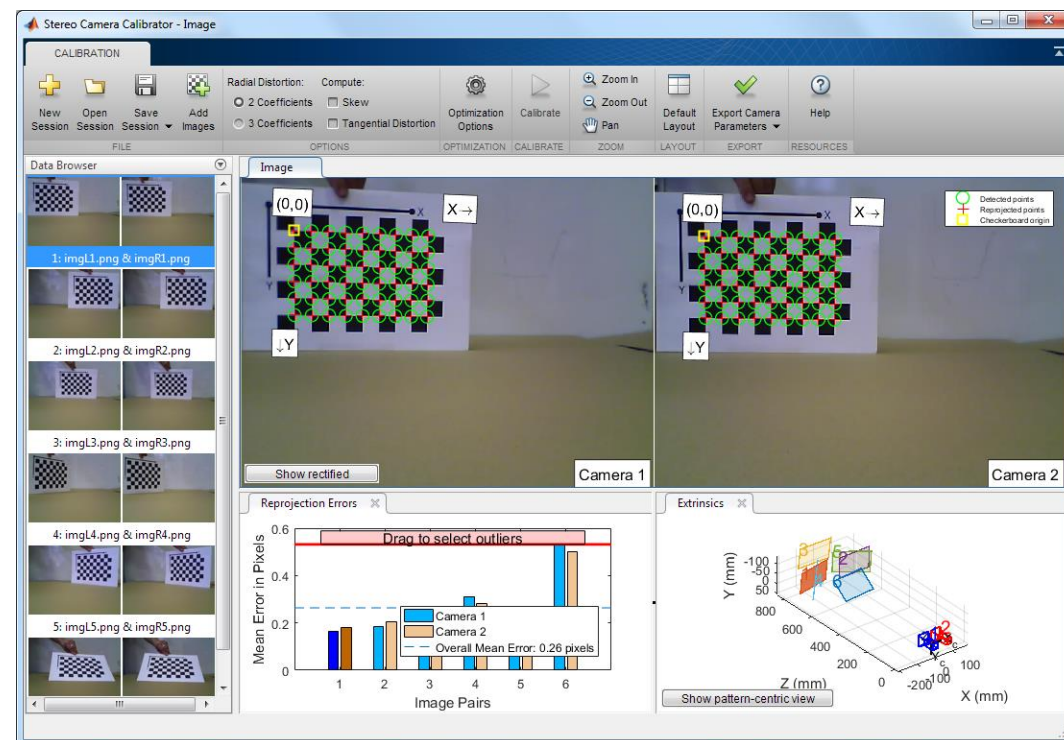 Stereo Camera Calibrator - Image
CALIBRATION
New Session
Open Session
Save Session
Add Images
FILE
Radial Distortion:
2 Coefficients
3 Coefficients
Compute:
Skew
Tangential Distortion
OPTIONS
Optimization Options
OPTIMIZATION
Calibrate
CALIBRATE
Zoom In
Zoom Out
Pan
ZOOM
Default Layout
LAYOUT
Export Camera Parameters
EXPORT
Help
RESOURCES
Data Browser
1: imgL1.png & imgR1.png
2: imgL2.png & imgR2.png
3: imgL3.png & imgR3.png
4: imgL4.png & imgR4.png
5: imgL5.png & imgR5.png
Image
(0,0)
X
X→
Y
↓Y
Show rectified
Camera 1
(0,0)
X
X→
Y
↓Y
Camera 2
Detected points
Reprojected points
Checkerboard origin
Reprojection Errors
Mean Error in Pixels
0.6
0.4
0.2
0
Drag to select outliers
Camera 1
Camera 2
Overall Mean Error: 0.26 pixels
1 2 3 4 5 6
Image Pairs
Extrinsics
Y (mm)
-100
-50
0
50
800
600
400
200
0
Z (mm)
-200
-100
0
100
X (mm)
3
5
2
6
Show pattern-centric view